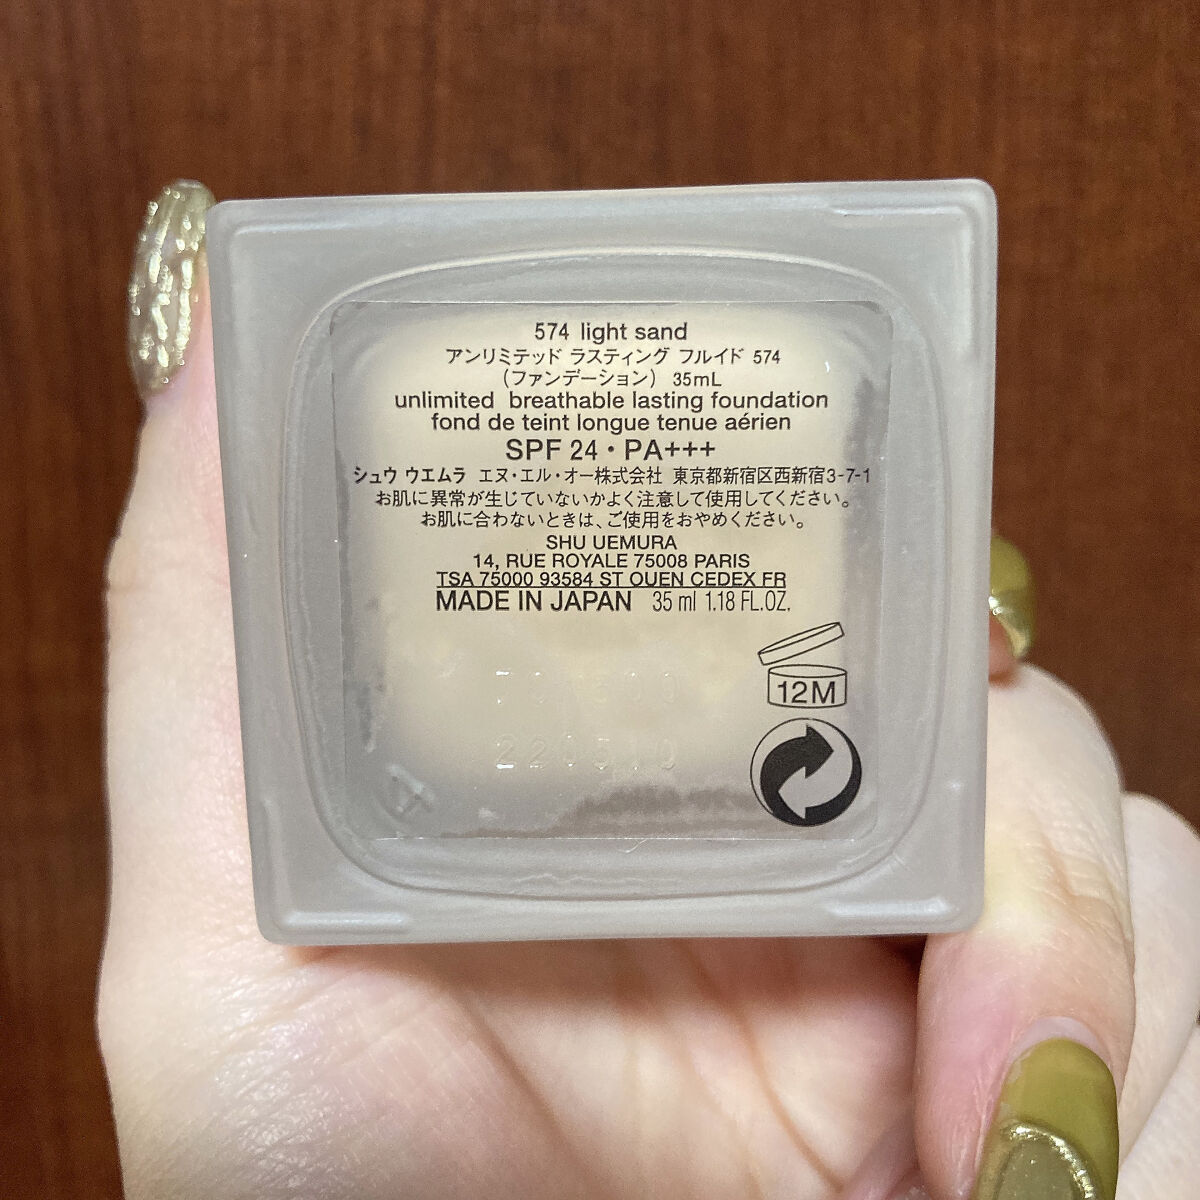 574 light sand
アンリミテッド ラスティング フルイド 574
(ファンデーション) 35mL
unlimited breathable lasting foundation
fond de teint longue tenue aérien
SPF 24・PA+++
シュウ ウエムラ エヌ・エル・オー株式会社 東京都新宿区西新宿3-7-1
お肌に異常が生じていないかよく注意して使用してください。
お肌に合わないときは、ご使用をおやめください。
SHU UEMURA
14, RUE ROYALE 75008 PARIS
TSA 75000 93584 ST OUEN CEDEX FR
MADE IN JAPAN 35 ml 1.18 FL.OZ.
12M